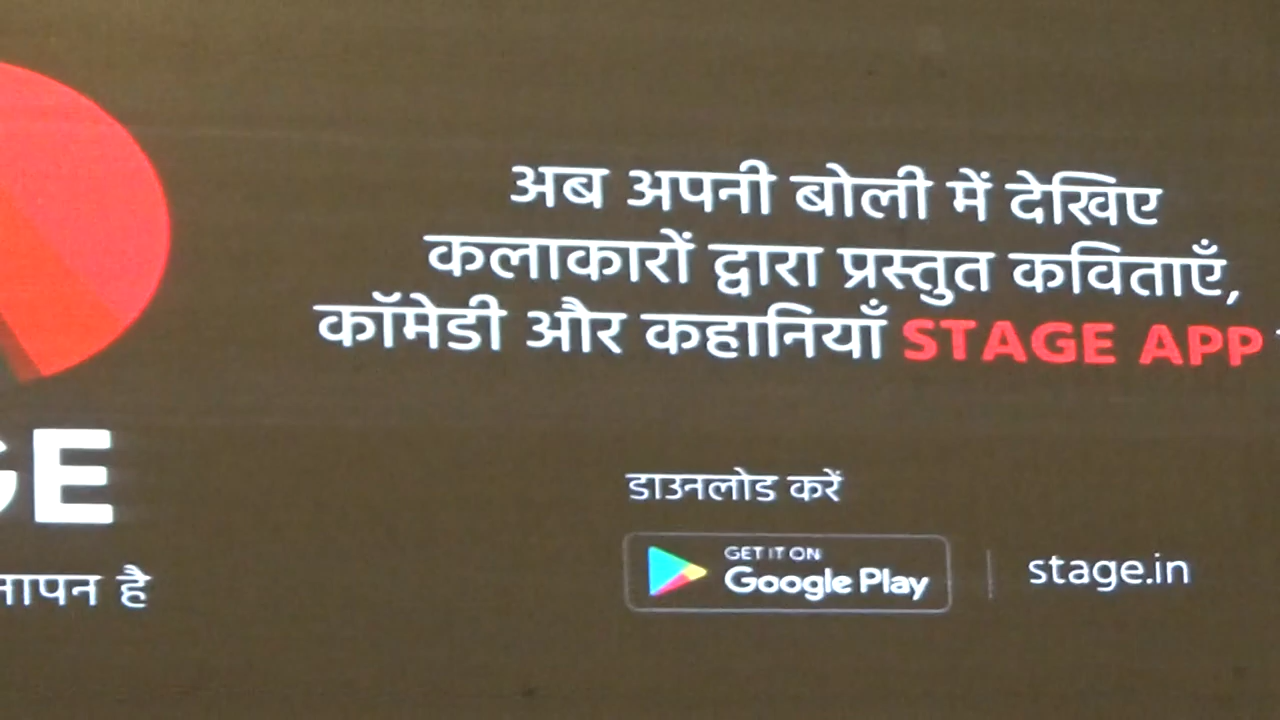 अब अपनी बोली में देखिए
कलाकारों द्वारा प्रस्तुत कविताएँ,
कॉमेडी और कहानियाँ STAGE APP
GE
है
डाउनलोड करें
GET IT ON
Google Play
stage.in